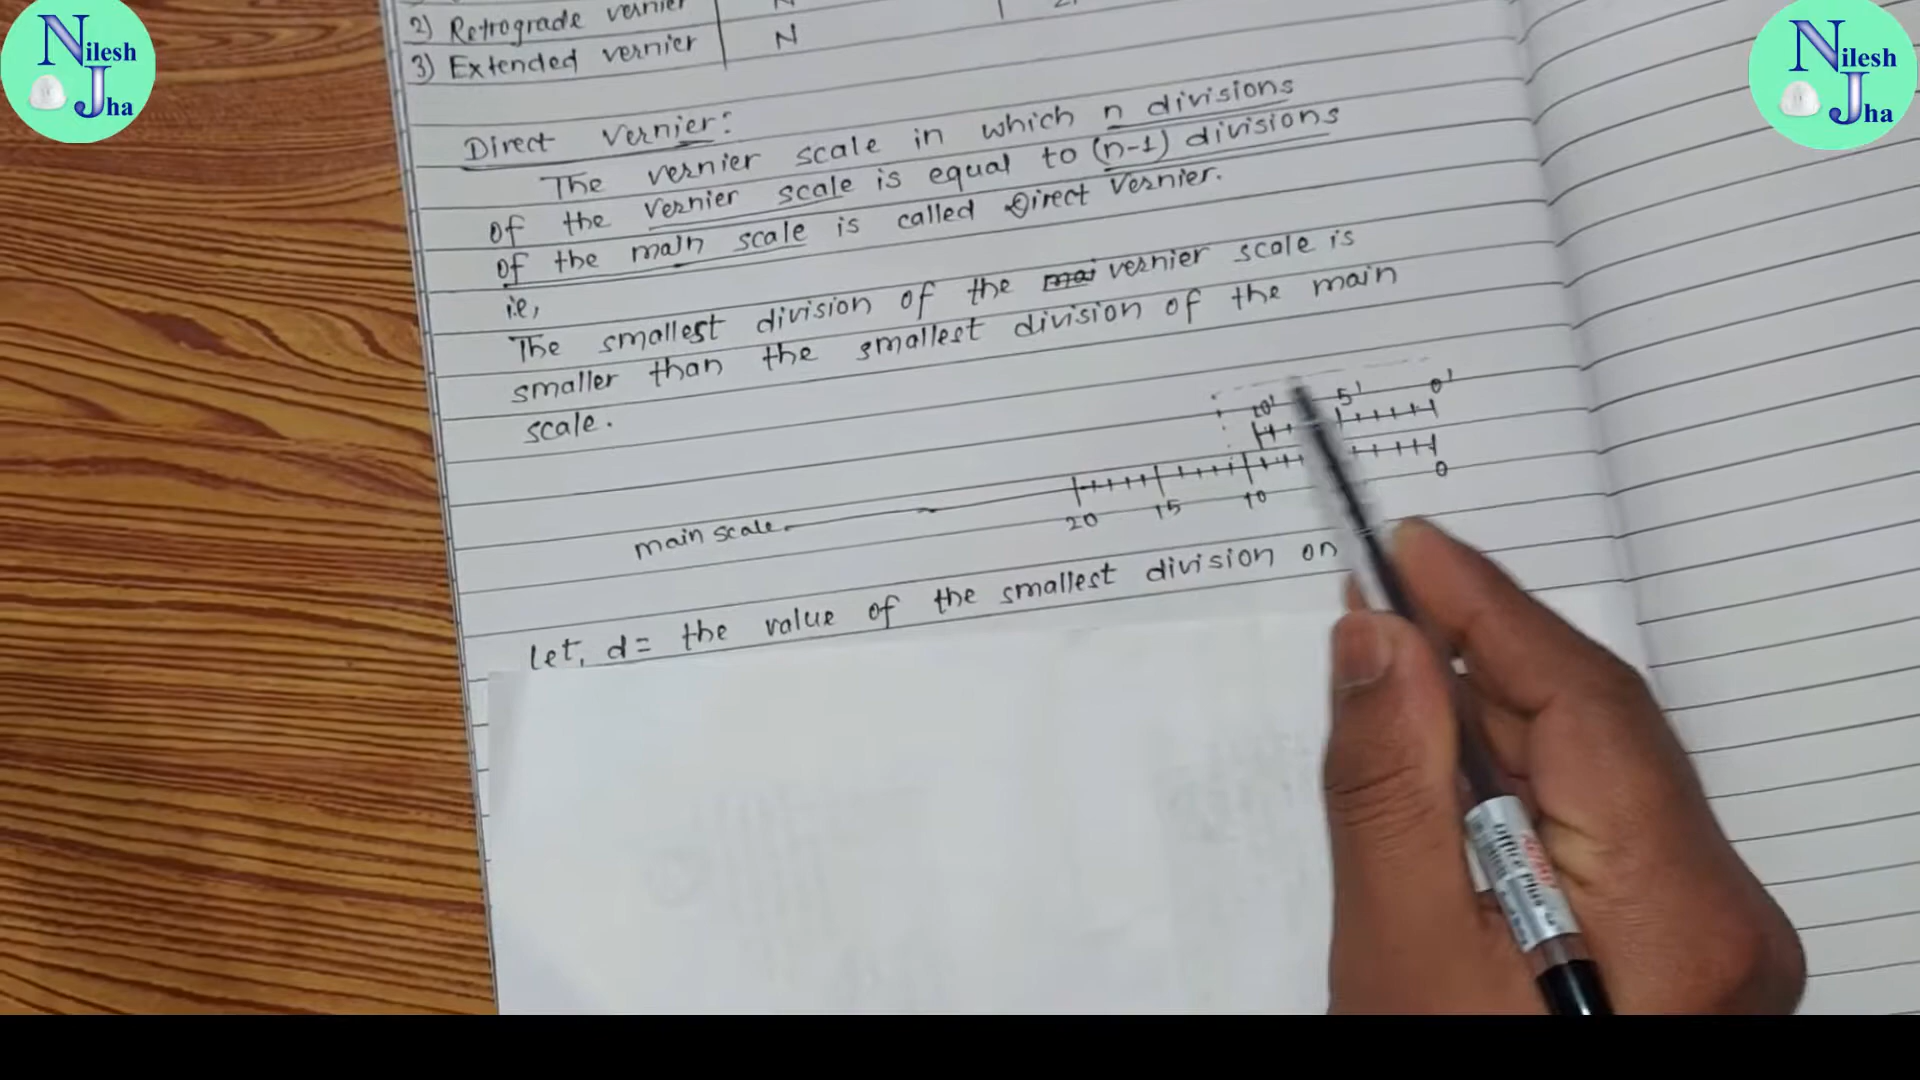 Nilesh
Jha
Nilesh
Jha
2) Retrograde vernier
3) Extended vernier N
Direct Vernier:
The vernier scale in which n divisions
of the vernier scale is equal to (n-1) divisions
of the main scale is called Direct Vernier.
i.e,
The smallest division of the vernier scale is
smaller than the smallest division of the main
scale.
10' 5' 0'
main scale 20 15 10 0
Let, d= the value of the smallest division on
Office Plus